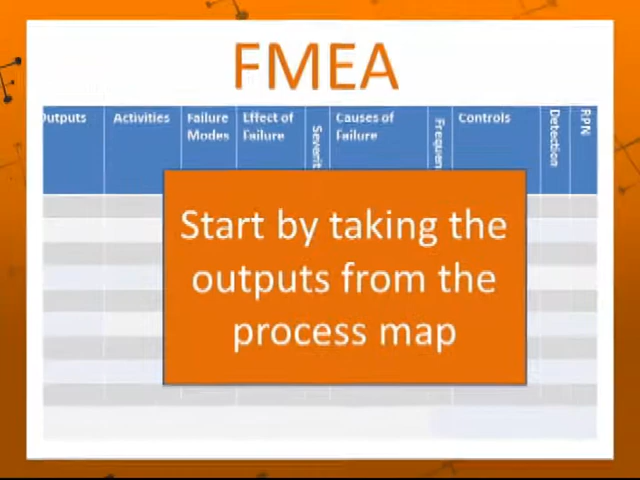 FMEA
Outputs Activities Failure Modes Effect of Failure Causes of Failure Controls Detection RPN
Start by taking the
outputs from the
process map